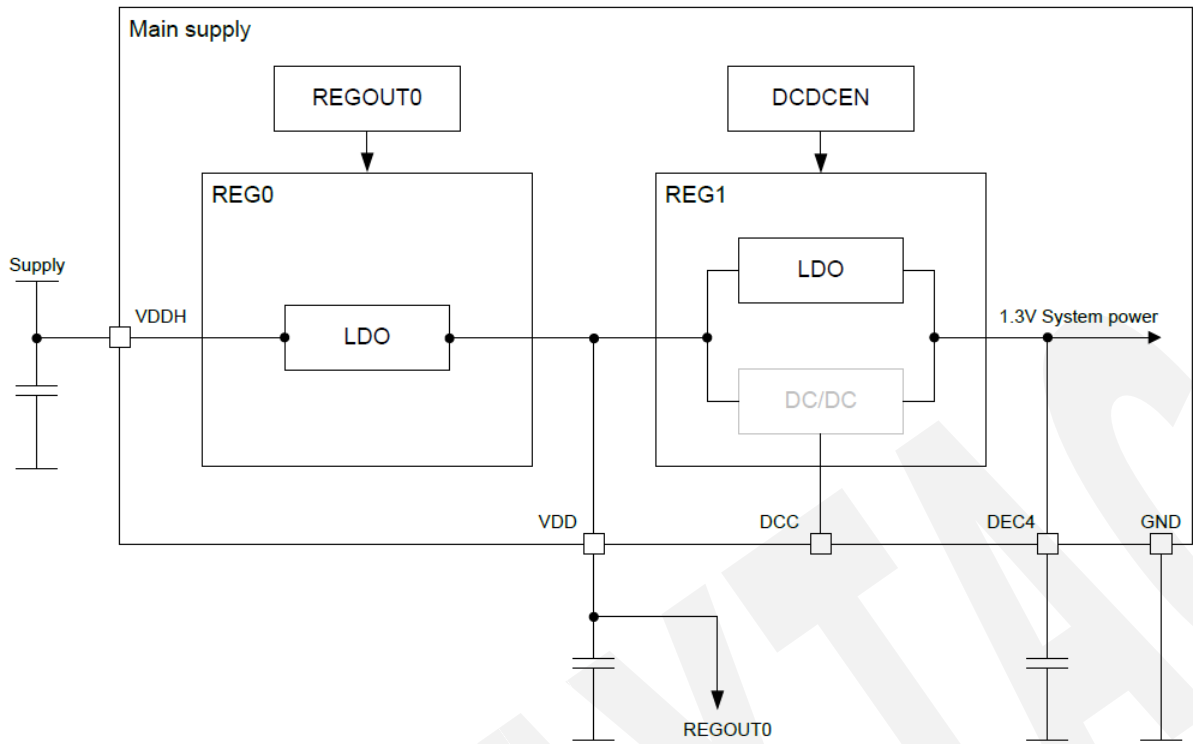 Main supply
REGOUT0
DCDCEN
REG0
REG1
Supply
VDDH
LDO
LDO
DC/DC
1.3V System power
VDD
DCC
DEC4
GND
REGOUT0